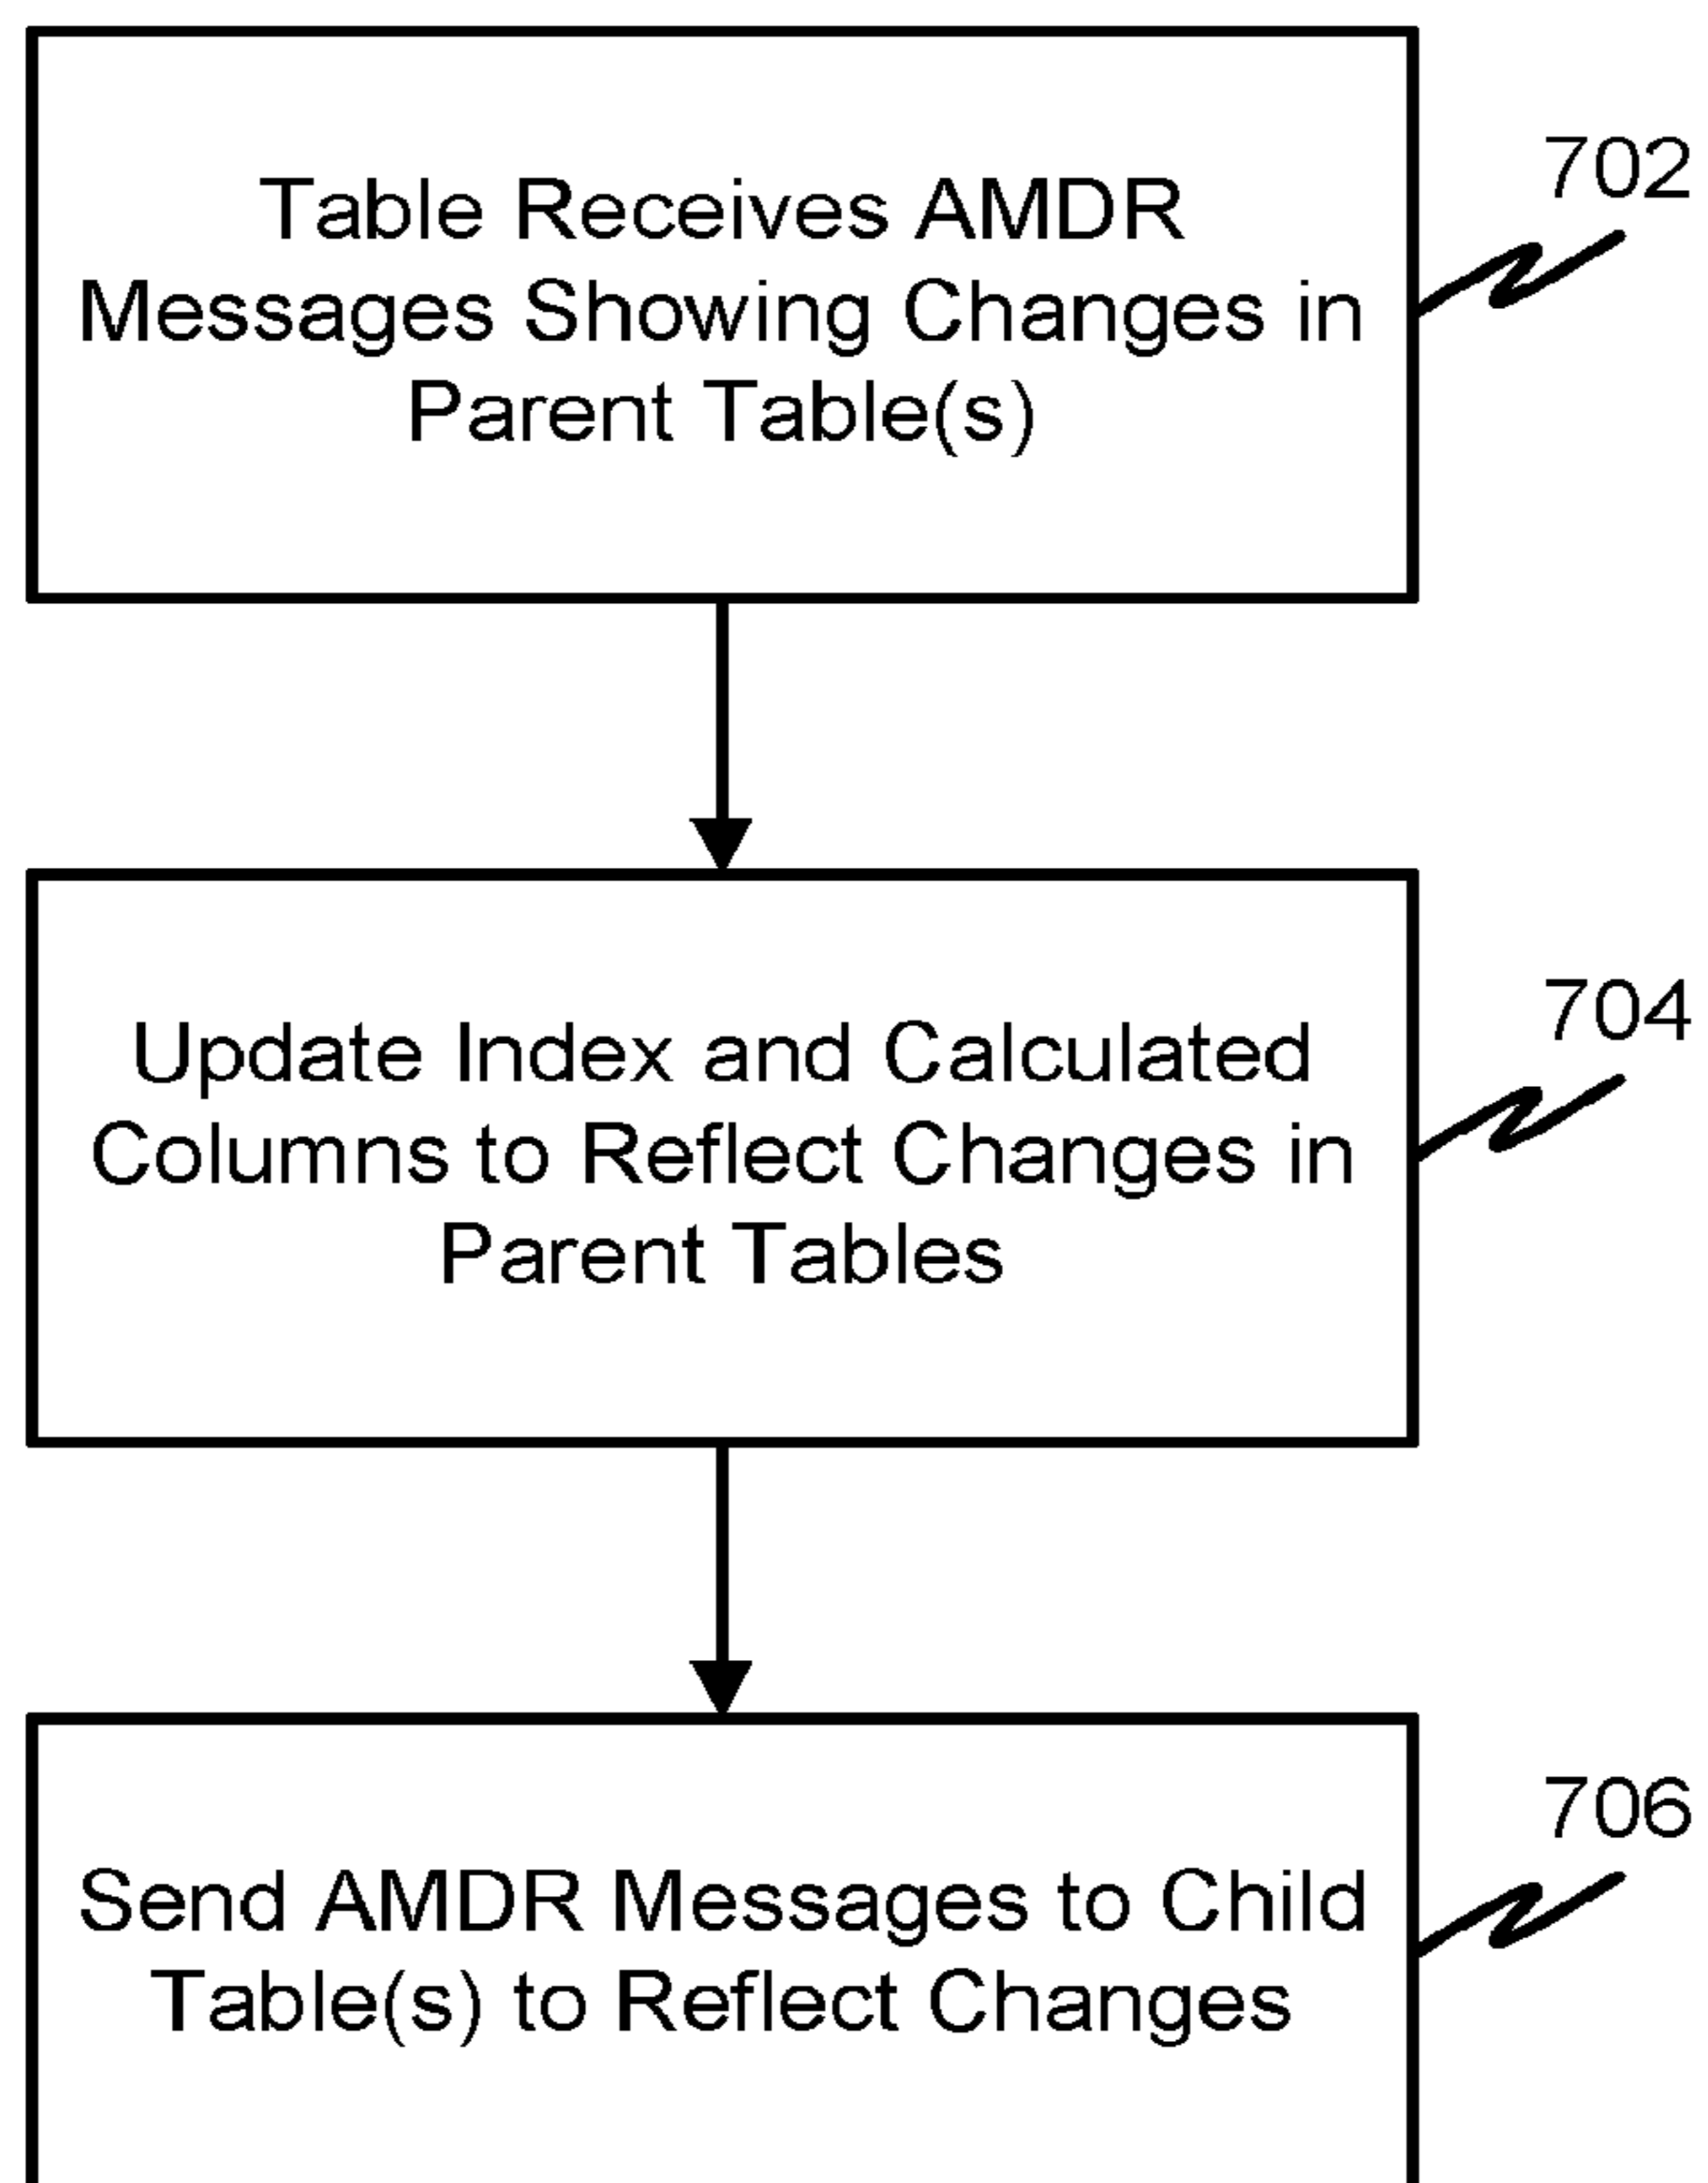 702
Table Receives AMDR
Messages Showing Changes in
Parent Table(s)
704
Update Index and Calculated
Columns to Reflect Changes in
Parent Tables
706
Send AMDR Messages to Child
Table(s) to Reflect Changes